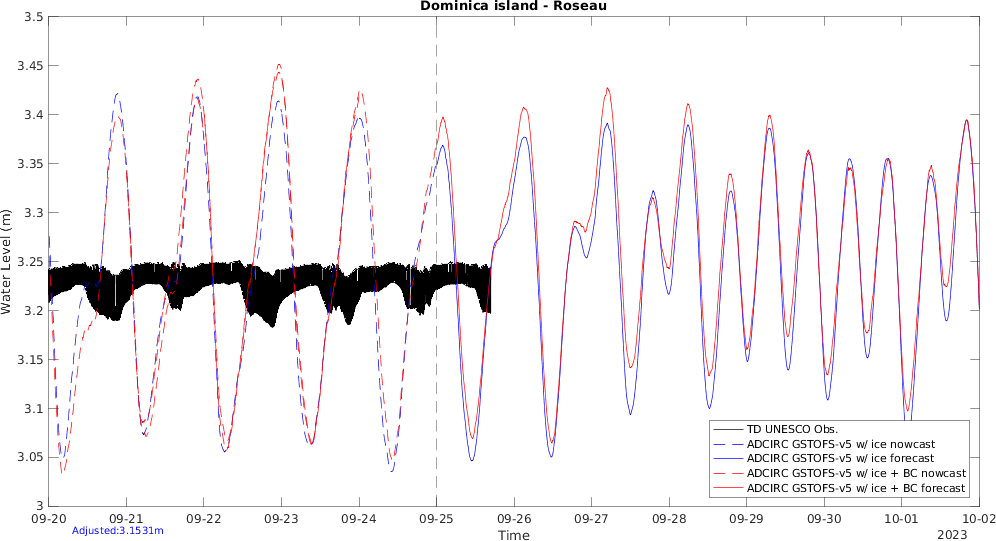 Dominica island - Roseau
3.5
3.45
3.4
3.35
3.3
3.25
3.2
3.15
3.1
3.05
3
Water Level (m)
TD UNESCO Obs.
ADCIRC GSTOFS-v5 w/ ice nowcast
ADCIRC GSTOFS-v5 w/ ice forecast
ADCIRC GSTOFS-v5 w/ ice + BC nowcast
ADCIRC GSTOFS-v5 w/ ice + BC forecast
09-20 09-21 09-22 09-23 09-24 09-25 09-26 09-27 09-28 09-29 09-30 10-01 10-02
Adjusted:3.1531m
Time
2023